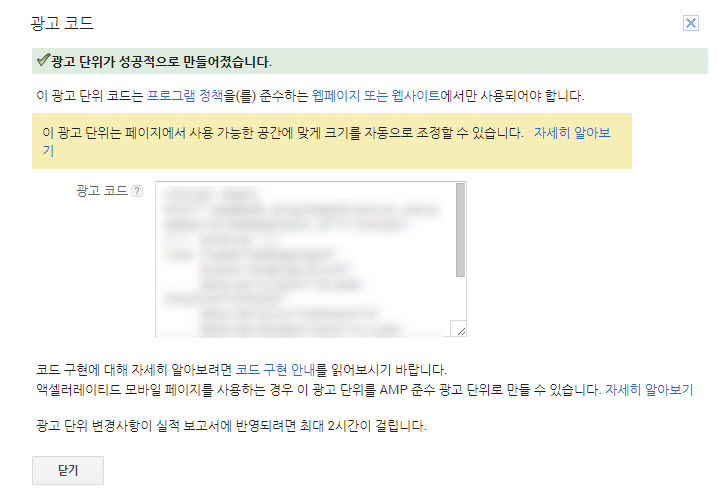 광고 코드
광고 단위가 성공적으로 만들어졌습니다.
이 광고 단위 코드는 프로그램 정책을(를) 준수하는 웹페이지 또는 웹사이트에서만 사용되어야 합니다.
이 광고 단위는 페이지에서 사용 가능한 공간에 맞게 크기를 자동으로 조정할 수 있습니다. 자세히 알아보
기
광고 코드 ?
코드 구현에 대해 자세히 알아보려면 코드 구현 안내를 읽어보시기 바랍니다.
액셀러레이티드 모바일 페이지를 사용하는 경우 이 광고 단위를 AMP 준수 광고 단위로 만들 수 있습니다. 자세히 알아보기
광고 단위 변경사항이 실적 보고서에 반영되려면 최대 2시간이 걸립니다.
닫기